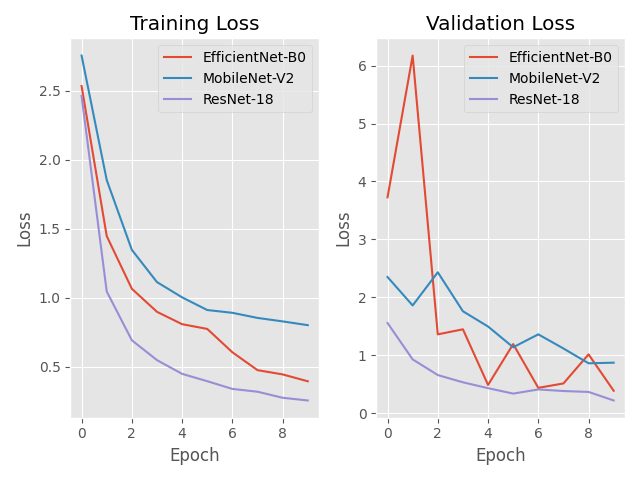 Training Loss
Validation Loss
EfficientNet-B0
MobileNet-V2
ResNet-18
2.5
2.0
1.5
1.0
0.5
Loss
0 2 4 6 8
Epoch
EfficientNet-B0
MobileNet-V2
ResNet-18
6
5
4
3
2
1
0
Loss
0 2 4 6 8
Epoch